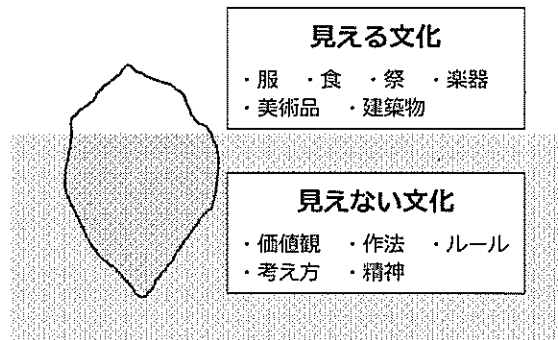 見える文化
・服 ・食 ・祭 ・楽器
・美術品 ・建築物
見えない文化
・価値観 ・作法 ・ルール
・考え方 ・精神